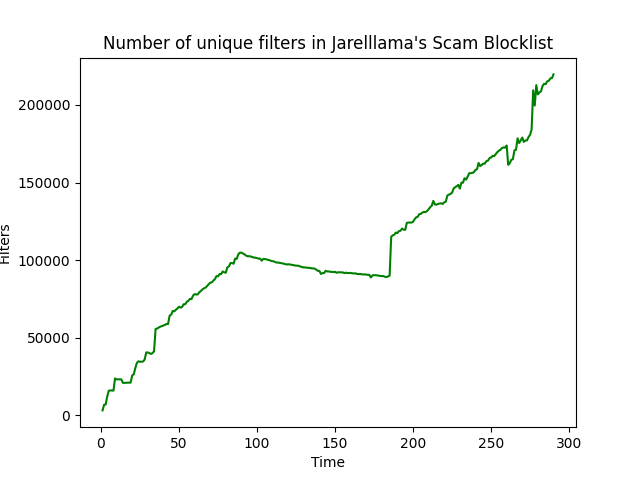 Number of unique filters in Jarelllama's Scam Blocklist
200000
150000
100000
50000
0
Filters
0 50 100 150 200 250 300
Time